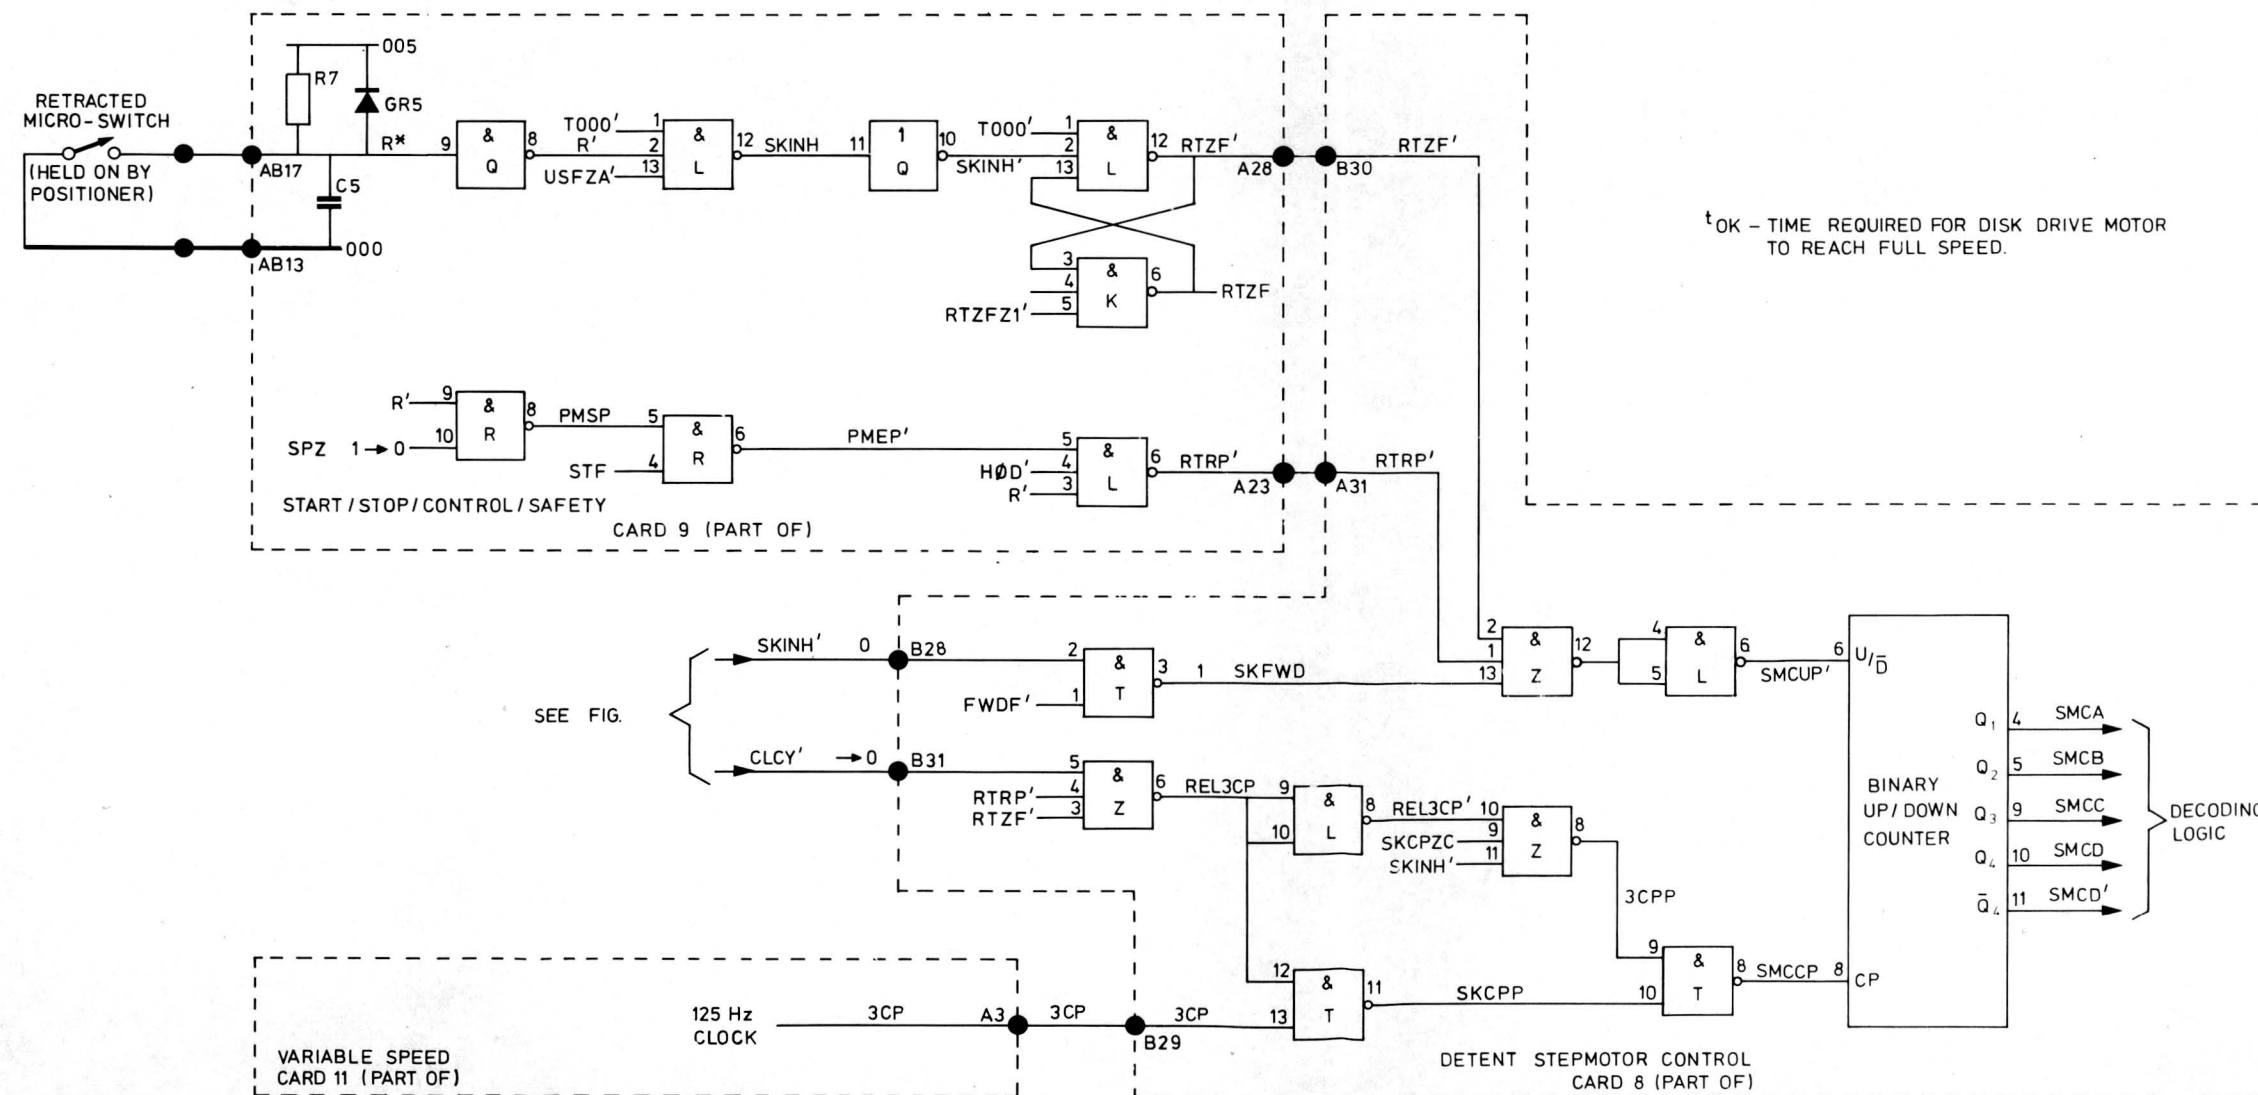 005
R7
GR5
RETRACTED
MICRO-SWITCH
(HELD ON BY
POSITIONER)
AB17
R*
C5
000
AB13
9
&
Q
8
T000'
R'
USFZA'
1
2
13
&
L
12
SKINH
11
1
Q
10
SKINH'
T000'
1
2
13
&
L
12
RTZF'
A28
B30
RTZF'
3
4
5
&
K
6
RTZF
RTZFZ1'
tOK – TIME REQUIRED FOR DISK DRIVE MOTOR
TO REACH FULL SPEED.
R'
9
SPZ 1→0
10
&
R
8
PMSP
5
STF
4
&
R
6
PMEP'
5
HØD'
4
R'
3
&
L
6
RTRP'
A23
A31
RTRP'
START/STOP/CONTROL/SAFETY
CARD 9 (PART OF)
SEE FIG.
SKINH' 0
B28
2
FWDF'
1
&
T
3
1 SKFWD
2
1
13
&
Z
12
4
5
&
L
6
SMCUP'
6
U/D̄
CLCY' →0
B31
5
RTRP'
4
RTZF'
3
&
Z
6
REL3CP
9
10
&
L
8
REL3CP'
10
SKCPZC
9
SKINH'
11
&
Z
8
3CPP
12
13
&
T
11
SKCPP
9
10
&
T
8
SMCCP
8
CP
BINARY
UP/DOWN
COUNTER
Q1 4 SMCA
Q2 5 SMCB
Q3 9 SMCC
Q4 10 SMCD
Q̄4 11 SMCD'
DECODING
LOGIC
125 Hz
CLOCK
3CP
A3
3CP
B29
3CP
VARIABLE SPEED
CARD 11 (PART OF)
DETENT STEPMOTOR CONTROL
CARD 8 (PART OF)